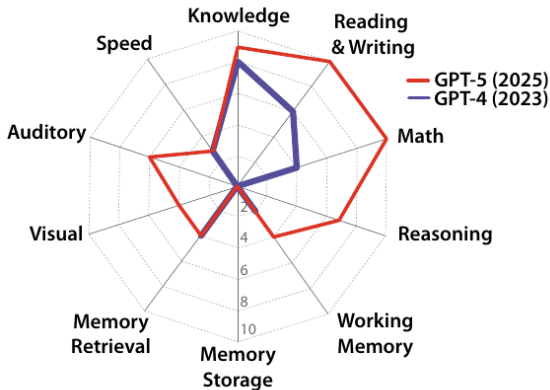 Knowledge
Reading
& Writing
Speed
GPT-5 (2025)
GPT-4 (2023)
Auditory
Math
Visual
Reasoning
2
4
6
8
10
Memory
Retrieval
Working
Memory
Memory
Storage